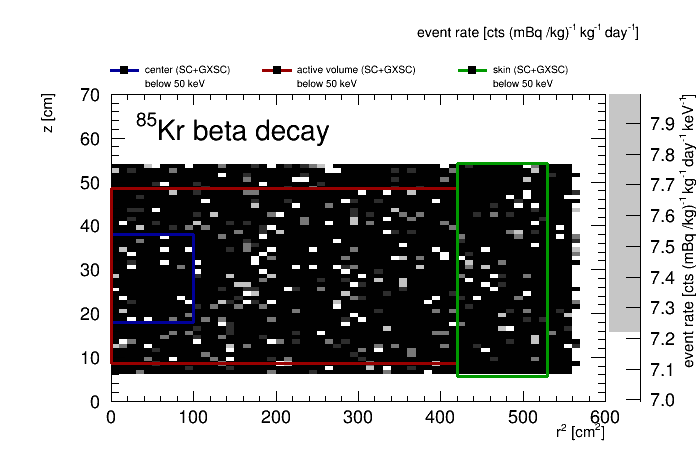 event rate [cts (mBq /kg)⁻¹ kg⁻¹ day⁻¹]
center (SC+GXSC) active volume (SC+GXSC) skin (SC+GXSC)
below 50 keV below 50 keV below 50 keV
z [cm]
⁸⁵Kr beta decay
70
60
50
40
30
20
10
0
0 100 200 300 400 500 600
r² [cm²]
7.9
7.8
7.7
7.6
7.5
7.4
7.3
7.2
7.1
7.0
event rate [cts (mBq /kg)⁻¹ kg⁻¹ day⁻¹ keV⁻¹]